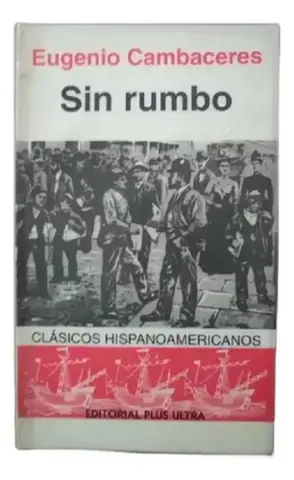 Eugenio Cambaceres
Sin rumbo
CLÁSICOS HISPANOAMERICANOS
EDITORIAL PLUS ULTRA